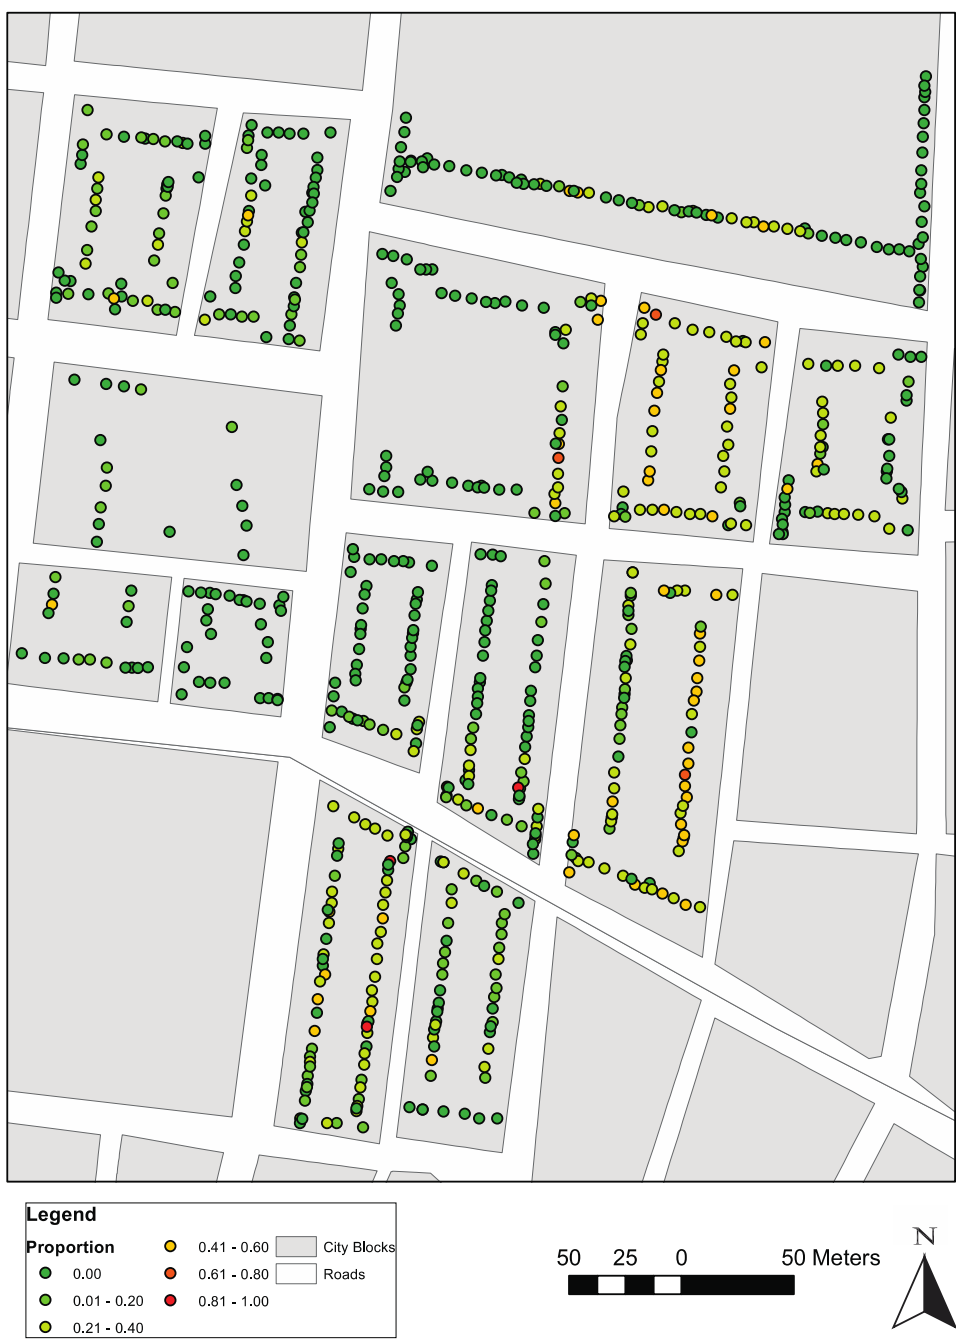 Legend
Proportion
0.00
0.01 - 0.20
0.21 - 0.40
0.41 - 0.60
0.61 - 0.80
0.81 - 1.00
City Blocks
Roads
50 25 0 50 Meters
N